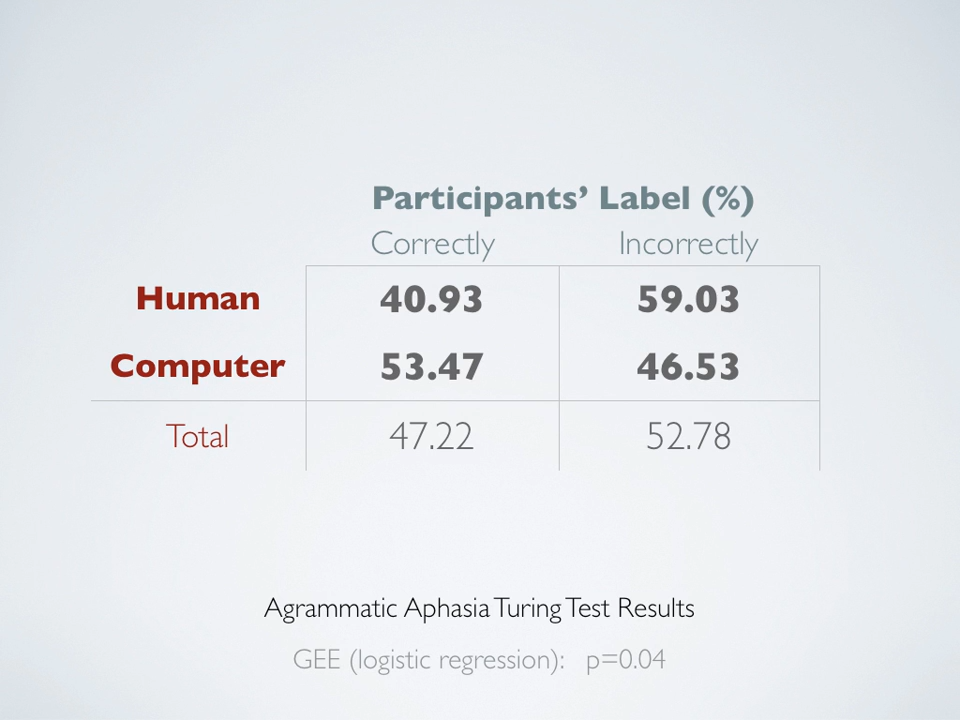 Participants’ Label (%)
Correctly Incorrectly
Human 40.93 59.03
Computer 53.47 46.53
Total 47.22 52.78
Agrammatic Aphasia Turing Test Results
GEE (logistic regression): p=0.04